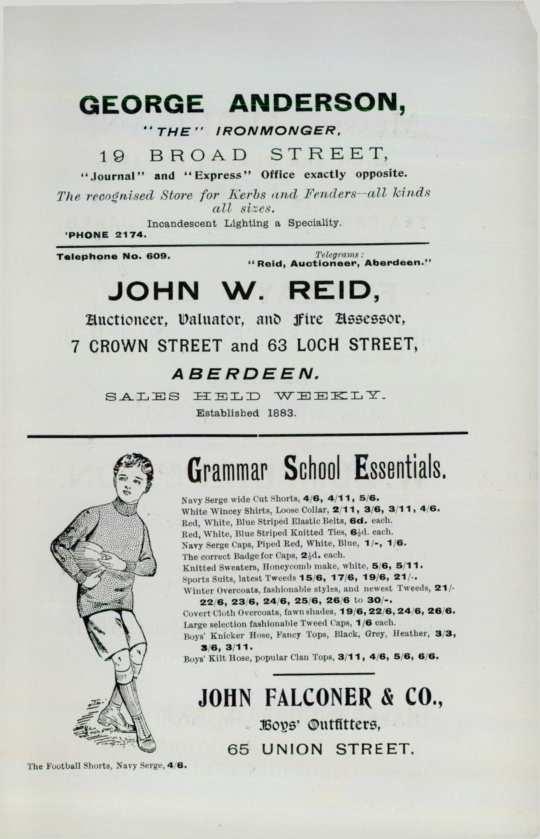 GEORGE ANDERSON,
"THE" IRONMONGER,
19 BROAD STREET,
"Journal" and "Express" Office exactly opposite.
The recognised Store for Kerbs and Fenders—all kinds
all sizes.
Incandescent Lighting a Speciality.
'PHONE 2174.
Telephone No. 609.
Telegrams:
"Reid, Auctioneer, Aberdeen."
JOHN W. REID,
Auctioneer, Valuator, and Fire Assessor,
7 CROWN STREET and 63 LOCH STREET,
ABERDEEN.
SALES HELD WEEKLY.
Established 1883.
Grammar School Essentials.
Navy Serge wide Cut Shorts, 4/6, 4/11, 5/6.
White Wincey Shirts, Loose Collar, 2/11, 3/6, 3/11, 4/6.
Red, White, Blue Striped Elastic Belts, 6d. each.
Red, White, Blue Striped Knitted Ties, 6½d. each.
Navy Serge Caps, Piped Red, White, Blue, 1/-, 1/6.
The correct Badge for Caps, 2½d. each.
Knitted Sweaters, Honeycomb make, white, 5/6, 5/11.
Sports Suits, latest Tweeds 15/6, 17/6, 19/6, 21/-.
Winter Overcoats, fashionable styles, and newest Tweeds, 21/-
22/6, 23/6, 24/6, 25/6, 26/6 to 30/-.
Covert Cloth Overcoats, fawn shades, 19/6, 22/6, 24/6, 26/6.
Large selection fashionable Tweed Caps, 1/6 each.
Boys' Knicker Hose, Fancy Tops, Black, Grey, Heather, 3/3,
3/6, 3/11.
Boys' Kilt Hose, popular Clan Tops, 3/11, 4/6, 5/6, 6/6.
JOHN FALCONER & CO.,
Boys' Outfitters,
65 UNION STREET.
The Football Shorts, Navy Serge, 4/6.